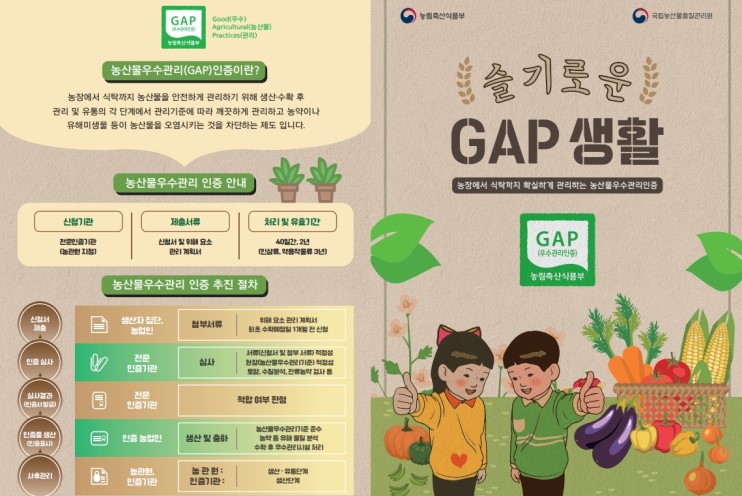 GAP
(우수관리인증)
농림축산식품부
Good(우수)
Agricultural(농산물)
Practices(관리)
농산물우수관리(GAP)인증이란?
농장에서 식탁까지 농산물을 안전하게 관리하기 위해 생산·수확 후
관리 및 유통의 각 단계에서 관리기준에 따라 깨끗하게 관리하고 농약이나
유해미생물 등이 농산물을 오염시키는 것을 차단하는 제도 입니다.
농산물우수관리 인증 안내
신청기관
전문인증기관
(농관원 지정)
제출서류
신청서 및 위해 요소
관리 계획서
처리 및 유효기간
40일간, 2년
(인삼류, 약용작물류 3년)
농산물우수관리 인증 추진 절차
신청서
제출
생산자 집단,
농업인
첨부서류
위해 요소 관리 계획서
최초 수확예정일 1개월 전 신청
인증 심사
전문
인증기관
심사
서류(신청서 및 첨부 서류) 적정성
현장(농산물우수관리기준) 적정성
토양, 수질분석, 잔류농약 검사 등
심사결과
(인증서 발급)
전문
인증기관
적합 여부 판정
인증품 생산
(인증표시)
인증 농업인
생산 및 출하
농산물우수관리기준 준수
농약 등 유해 물질 분석
수확 후 우수관리시설 처리
사후관리
농관원,
인증기관
농 관 원 :
인증기관 :
생산 · 유통단계
생산단계
농림축산식품부
국립농산물품질관리원
슬기로운
GAP 생활
농장에서 식탁까지 확실하게 관리하는 농산물우수관리인증
GAP
(우수관리인증)
농림축산식품부